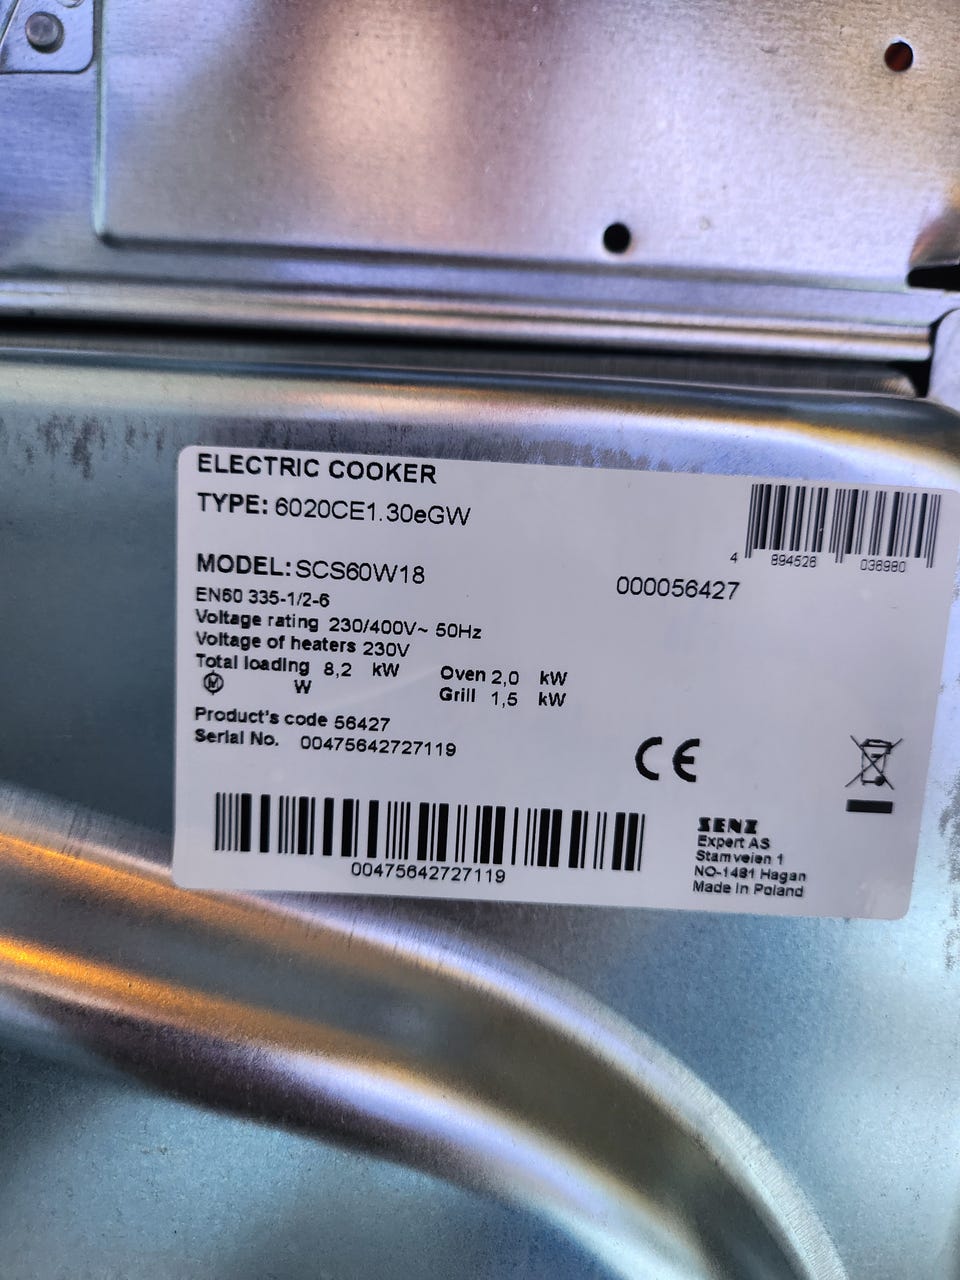 ELECTRIC COOKER
TYPE: 6020CE1.30eGW
4 894526 036980
MODEL: SCS60W18
000056427
EN60 335-1/2-6
Voltage rating 230/400V~ 50Hz
Voltage of heaters 230V
Total loading 8,2 kW Oven 2,0 kW
M W Grill 1,5 kW
Product's code 56427
Serial No. 00475642727119
CE
00475642727119
SENZ
Expert AS
Stamveien 1
NO-1481 Hagan
Made in Poland